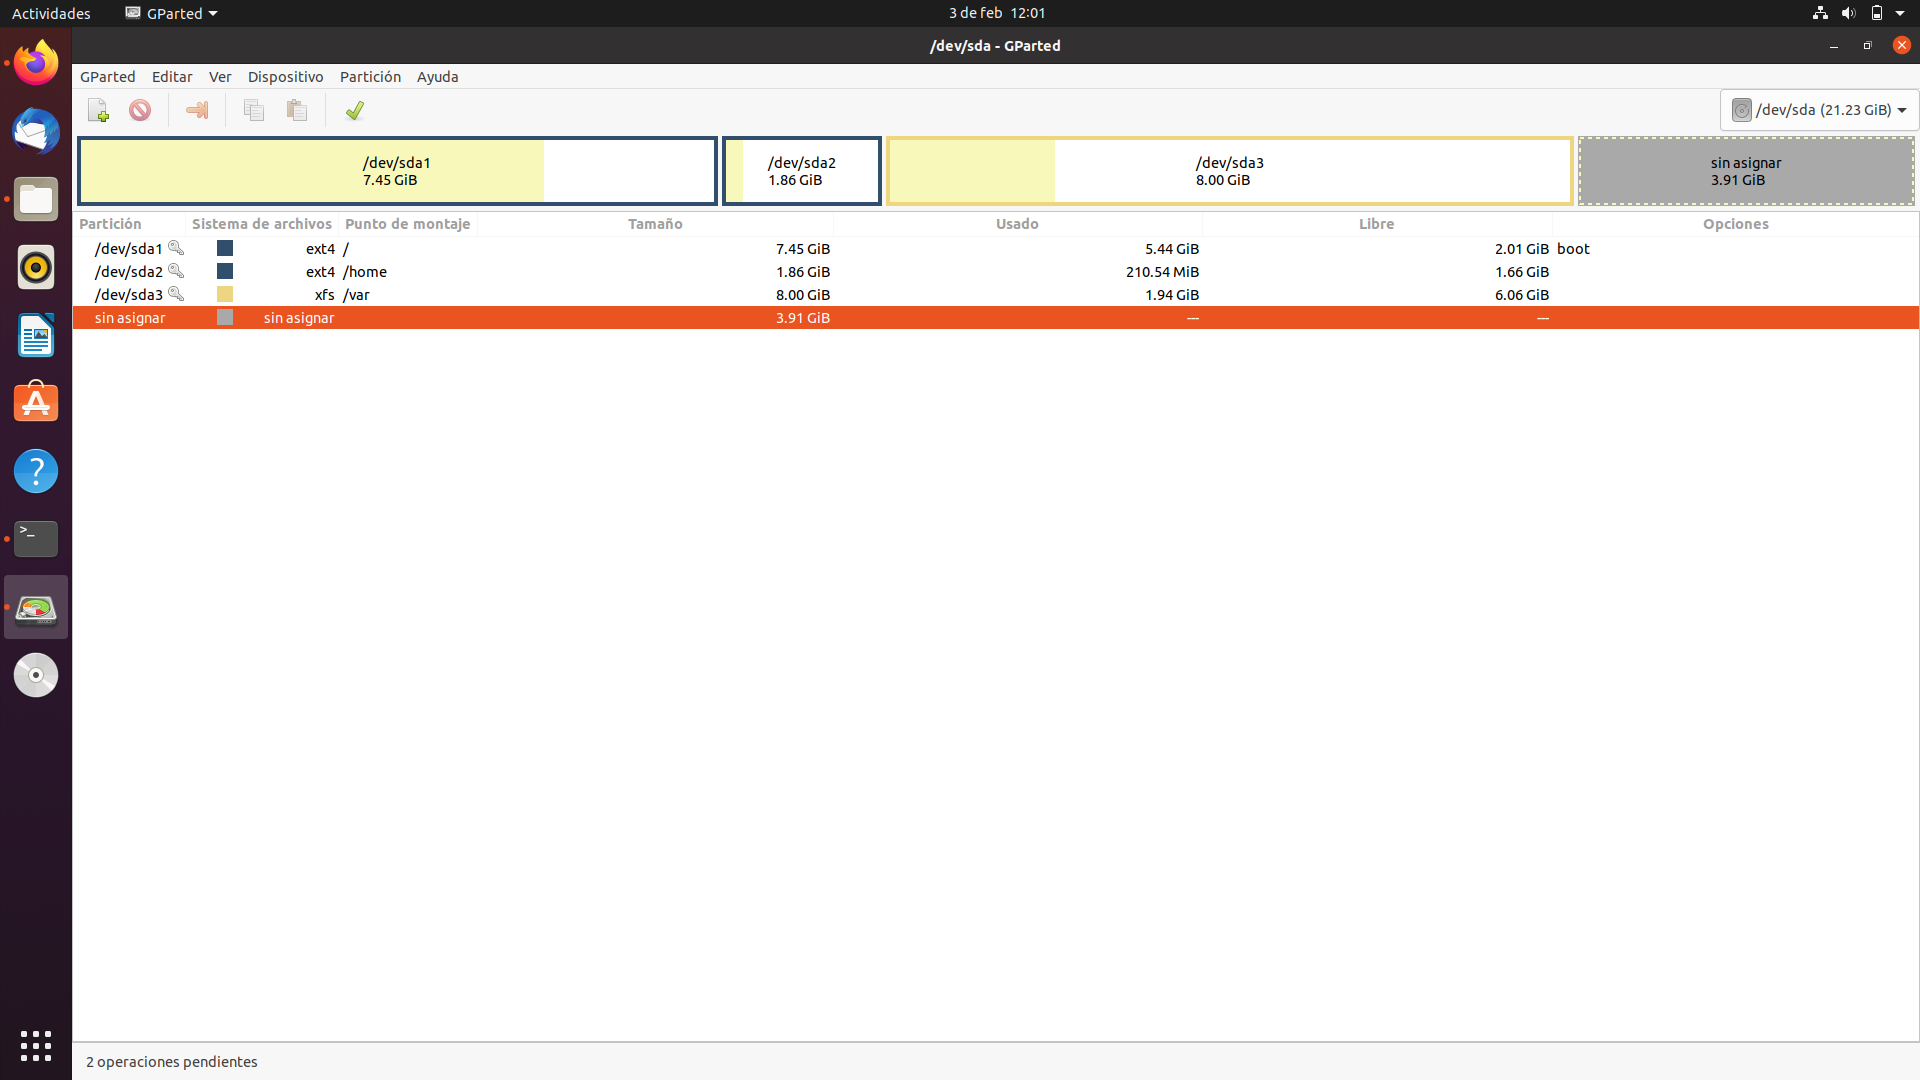 Actividades GParted 3 de feb 12:01
/dev/sda - GParted
GParted Editar Ver Dispositivo Partición Ayuda
/dev/sda (21.23 GiB)
/dev/sda1 /dev/sda2 /dev/sda3 sin asignar
7.45 GiB 1.86 GiB 8.00 GiB 3.91 GiB
Partición Sistema de archivos Punto de montaje Tamaño Usado Libre Opciones
/dev/sda1 ext4 / 7.45 GiB 5.44 GiB 2.01 GiB boot
/dev/sda2 ext4 /home 1.86 GiB 210.54 MiB 1.66 GiB
/dev/sda3 xfs /var 8.00 GiB 1.94 GiB 6.06 GiB
sin asignar sin asignar 3.91 GiB --- ---
2 operaciones pendientes